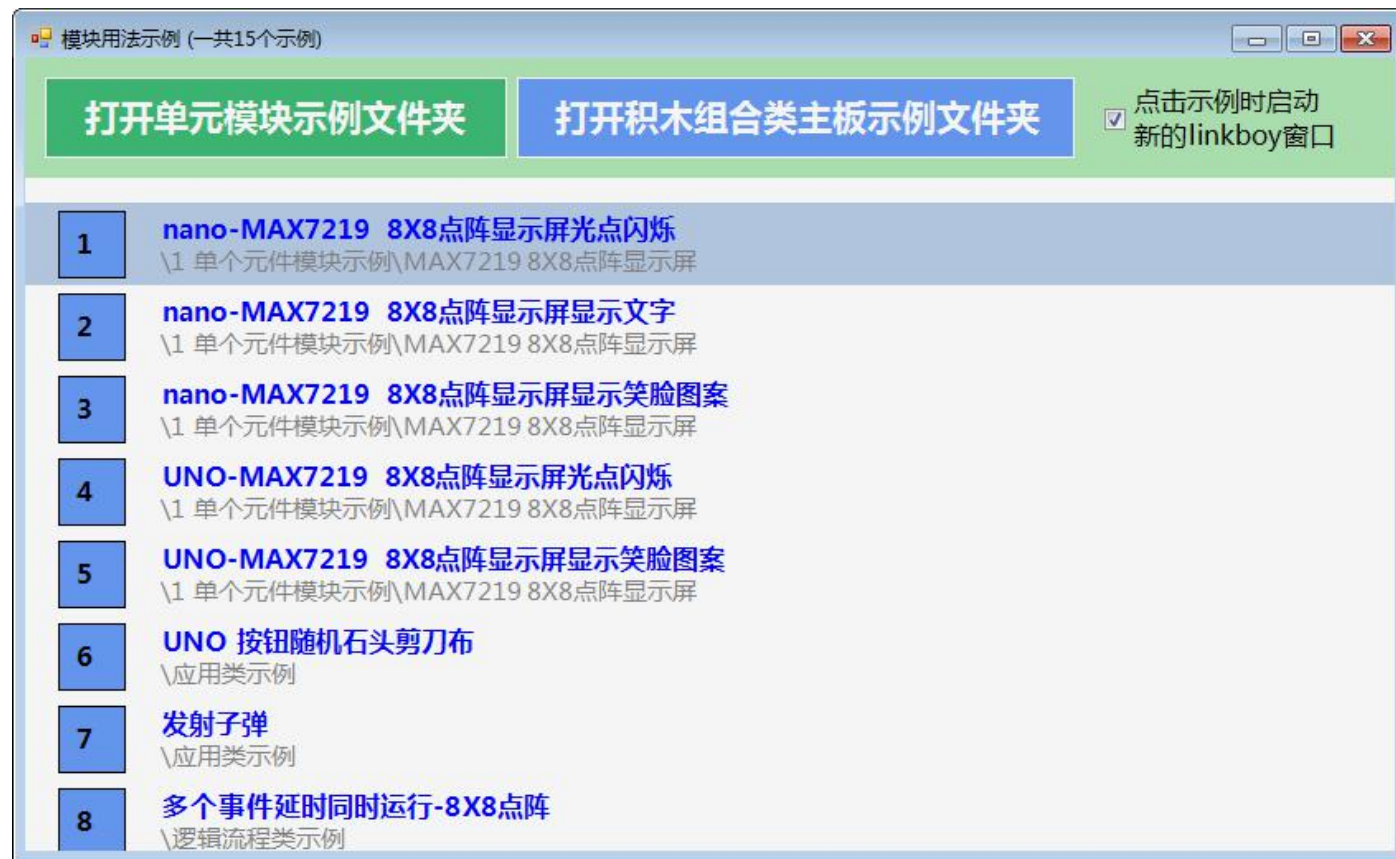 模块用法示例 (一共15个示例)
打开单元模块示例文件夹
打开积木组合类主板示例文件夹
点击示例时启动
新的linkboy窗口
1
nano-MAX7219  8X8点阵显示屏光点闪烁
\1 单个元件模块示例\MAX7219 8X8点阵显示屏
2
nano-MAX7219  8X8点阵显示屏显示文字
\1 单个元件模块示例\MAX7219 8X8点阵显示屏
3
nano-MAX7219  8X8点阵显示屏显示笑脸图案
\1 单个元件模块示例\MAX7219 8X8点阵显示屏
4
UNO-MAX7219  8X8点阵显示屏光点闪烁
\1 单个元件模块示例\MAX7219 8X8点阵显示屏
5
UNO-MAX7219  8X8点阵显示屏显示笑脸图案
\1 单个元件模块示例\MAX7219 8X8点阵显示屏
6
UNO 按钮随机石头剪刀布
\应用类示例
7
发射子弹
\应用类示例
8
多个事件延时同时运行-8X8点阵
\逻辑流程类示例